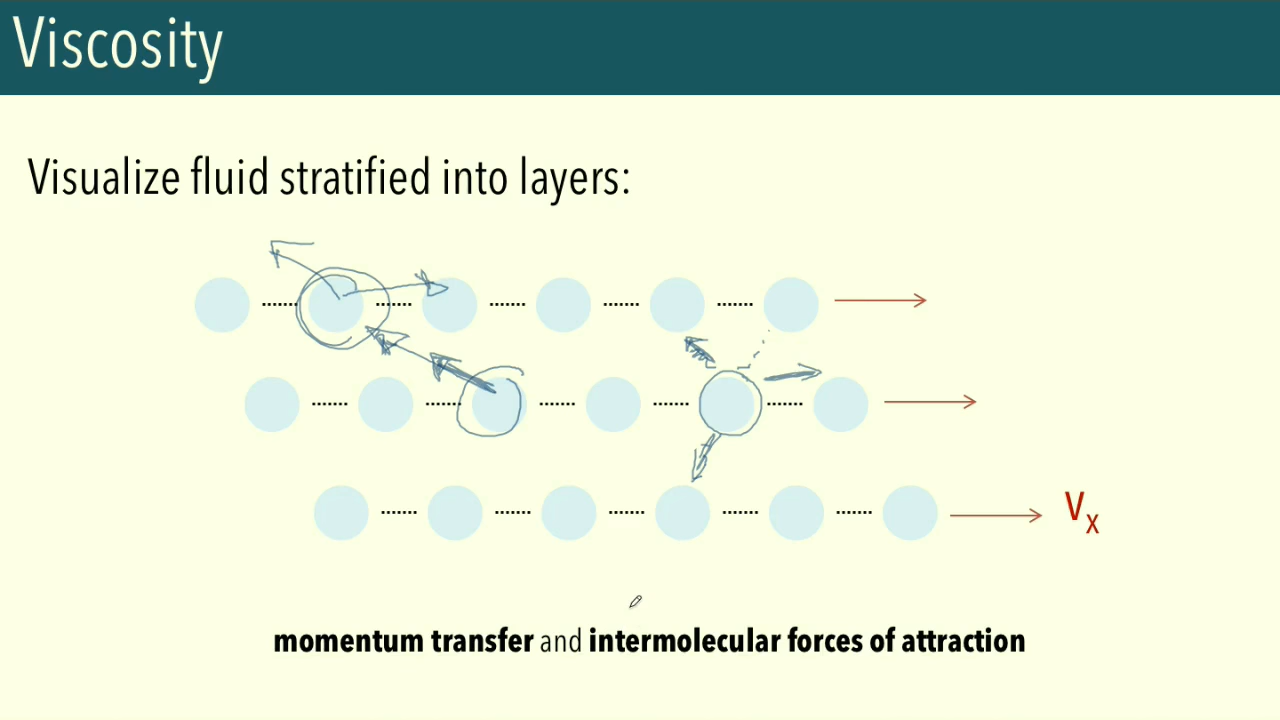 Viscosity
Visualize fluid stratified into layers:
Vx
momentum transfer and intermolecular forces of attraction